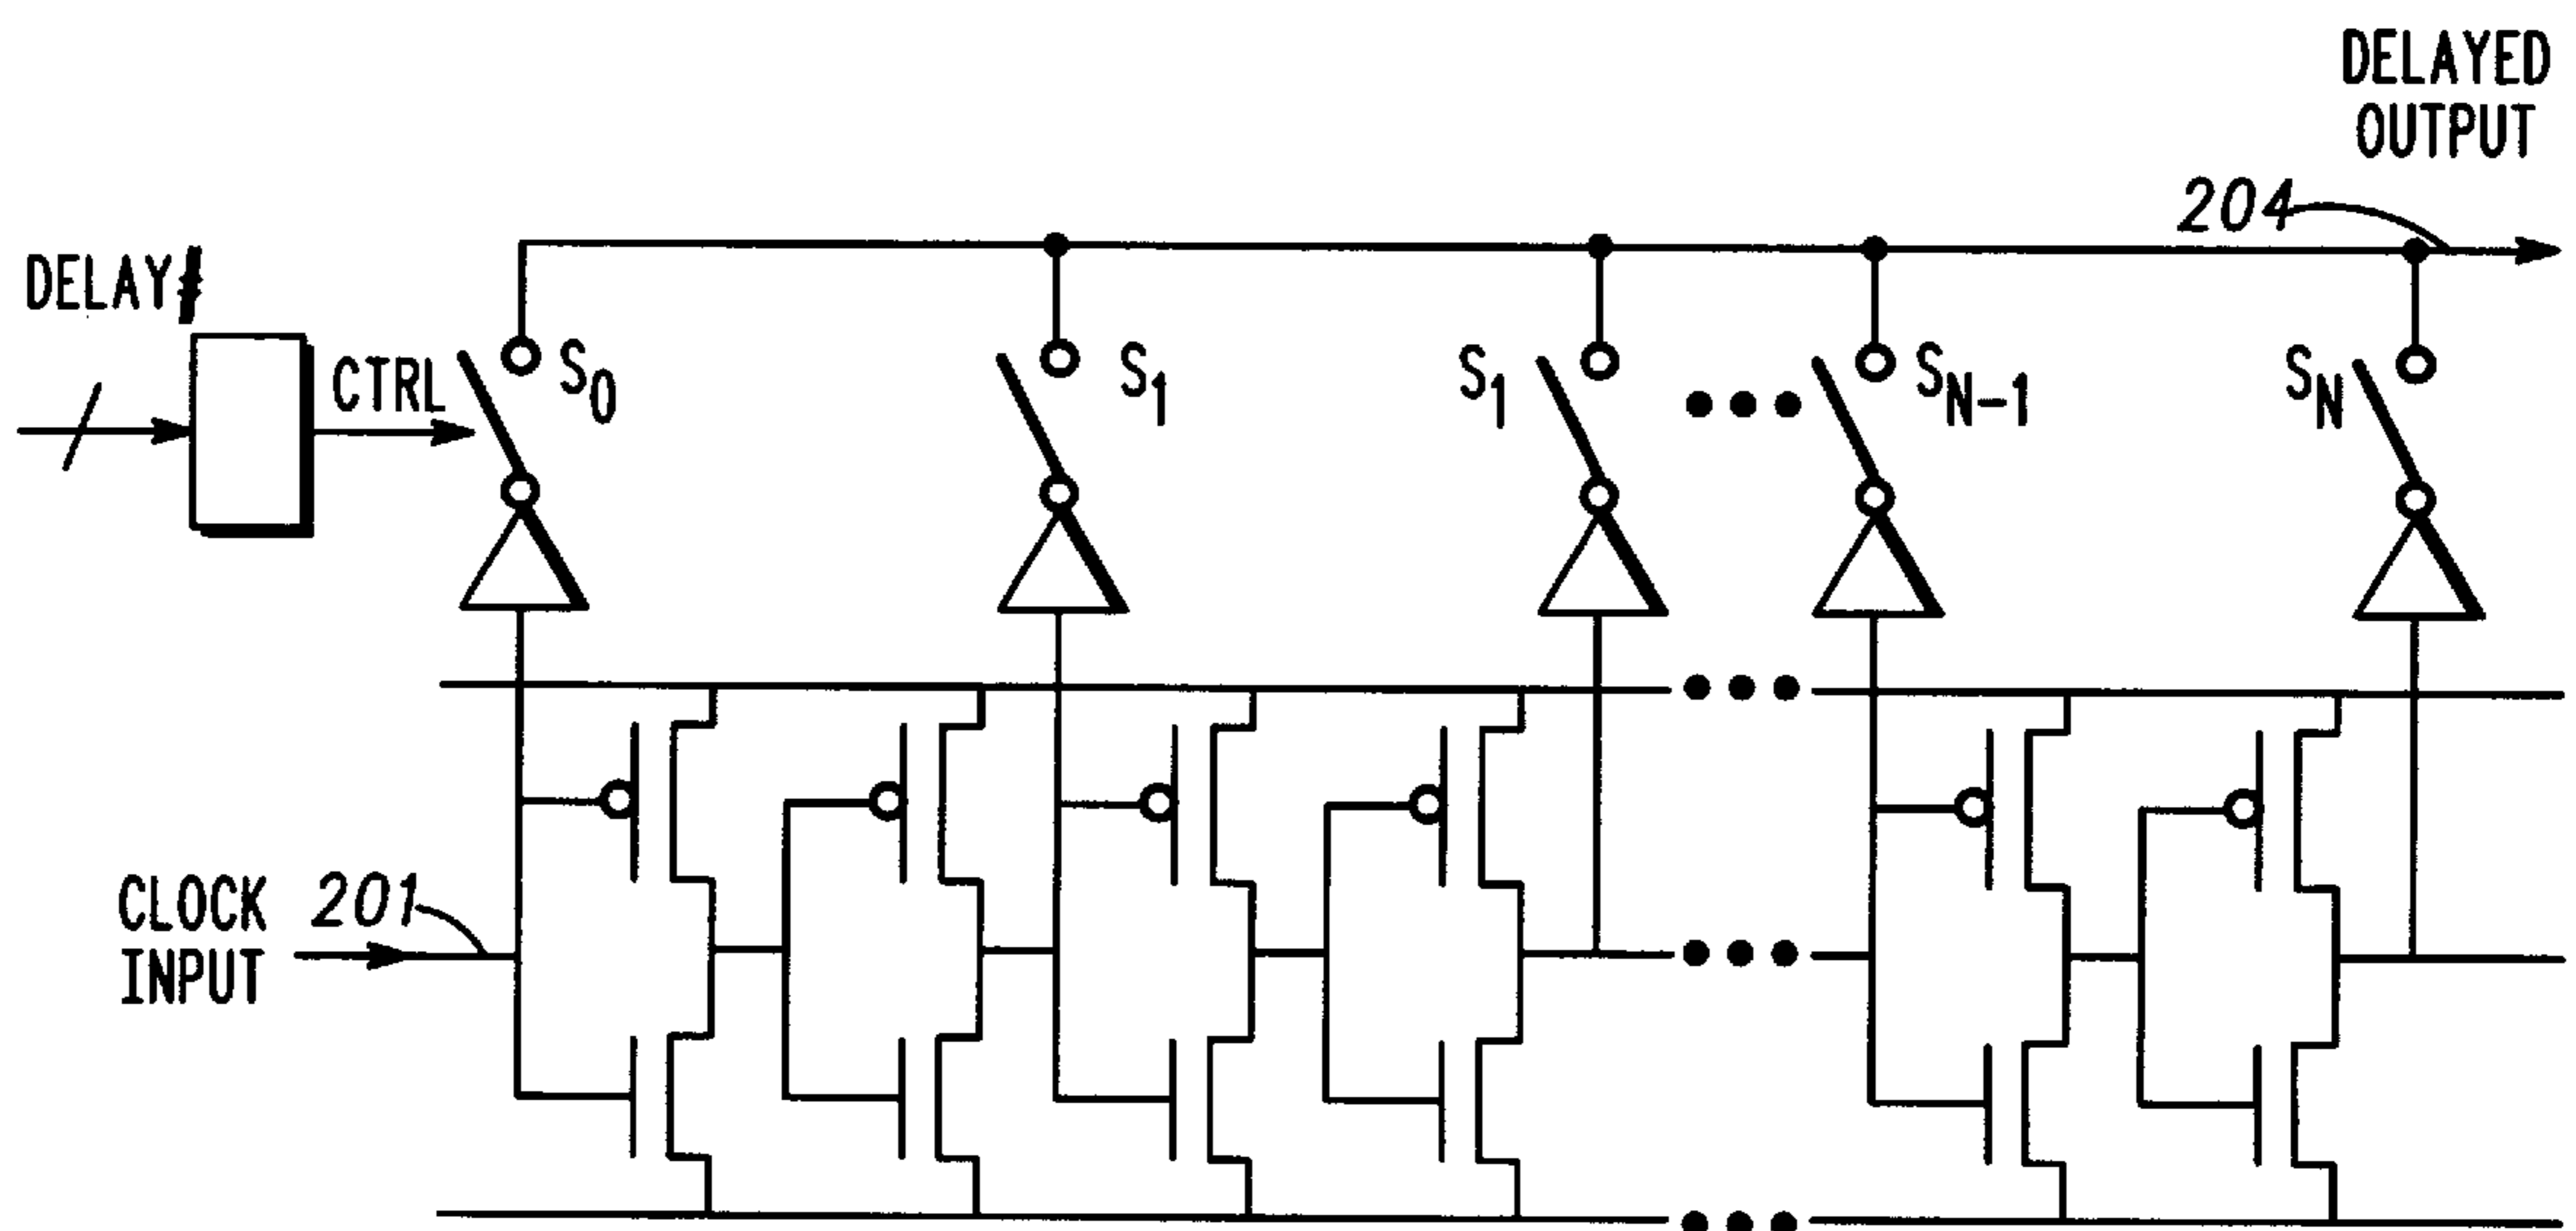 DELAYED
OUTPUT
204
DELAY#
CTRL
S0
S1
S1
SN-1
SN
CLOCK
INPUT
201